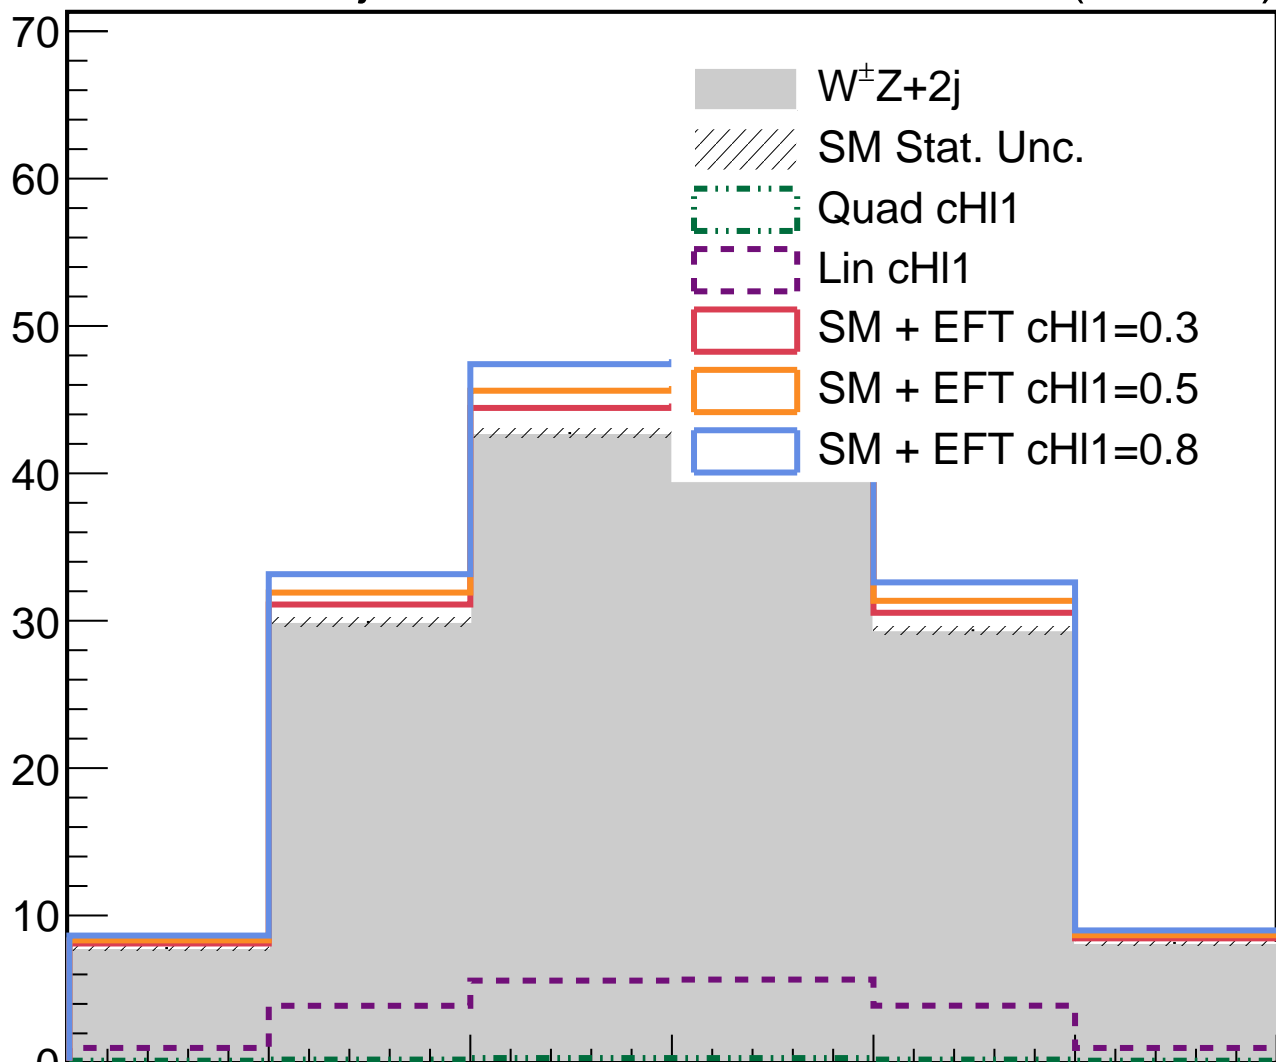 70
W±Z+2j
SM Stat. Unc.
60
Quad cHl1
Lin cHl1
50
SM + EFT cHl1=0.3
SM + EFT cHl1=0.5
SM + EFT cHl1=0.8
40
30
20
10
0